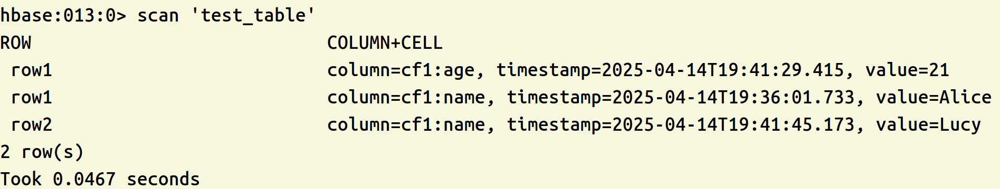 hbase:013:0> scan 'test_table'
ROW                            COLUMN+CELL
 row1                          column=cf1:age, timestamp=2025-04-14T19:41:29.415, value=21
 row1                          column=cf1:name, timestamp=2025-04-14T19:36:01.733, value=Alice
 row2                          column=cf1:name, timestamp=2025-04-14T19:41:45.173, value=Lucy
2 row(s)
Took 0.0467 seconds